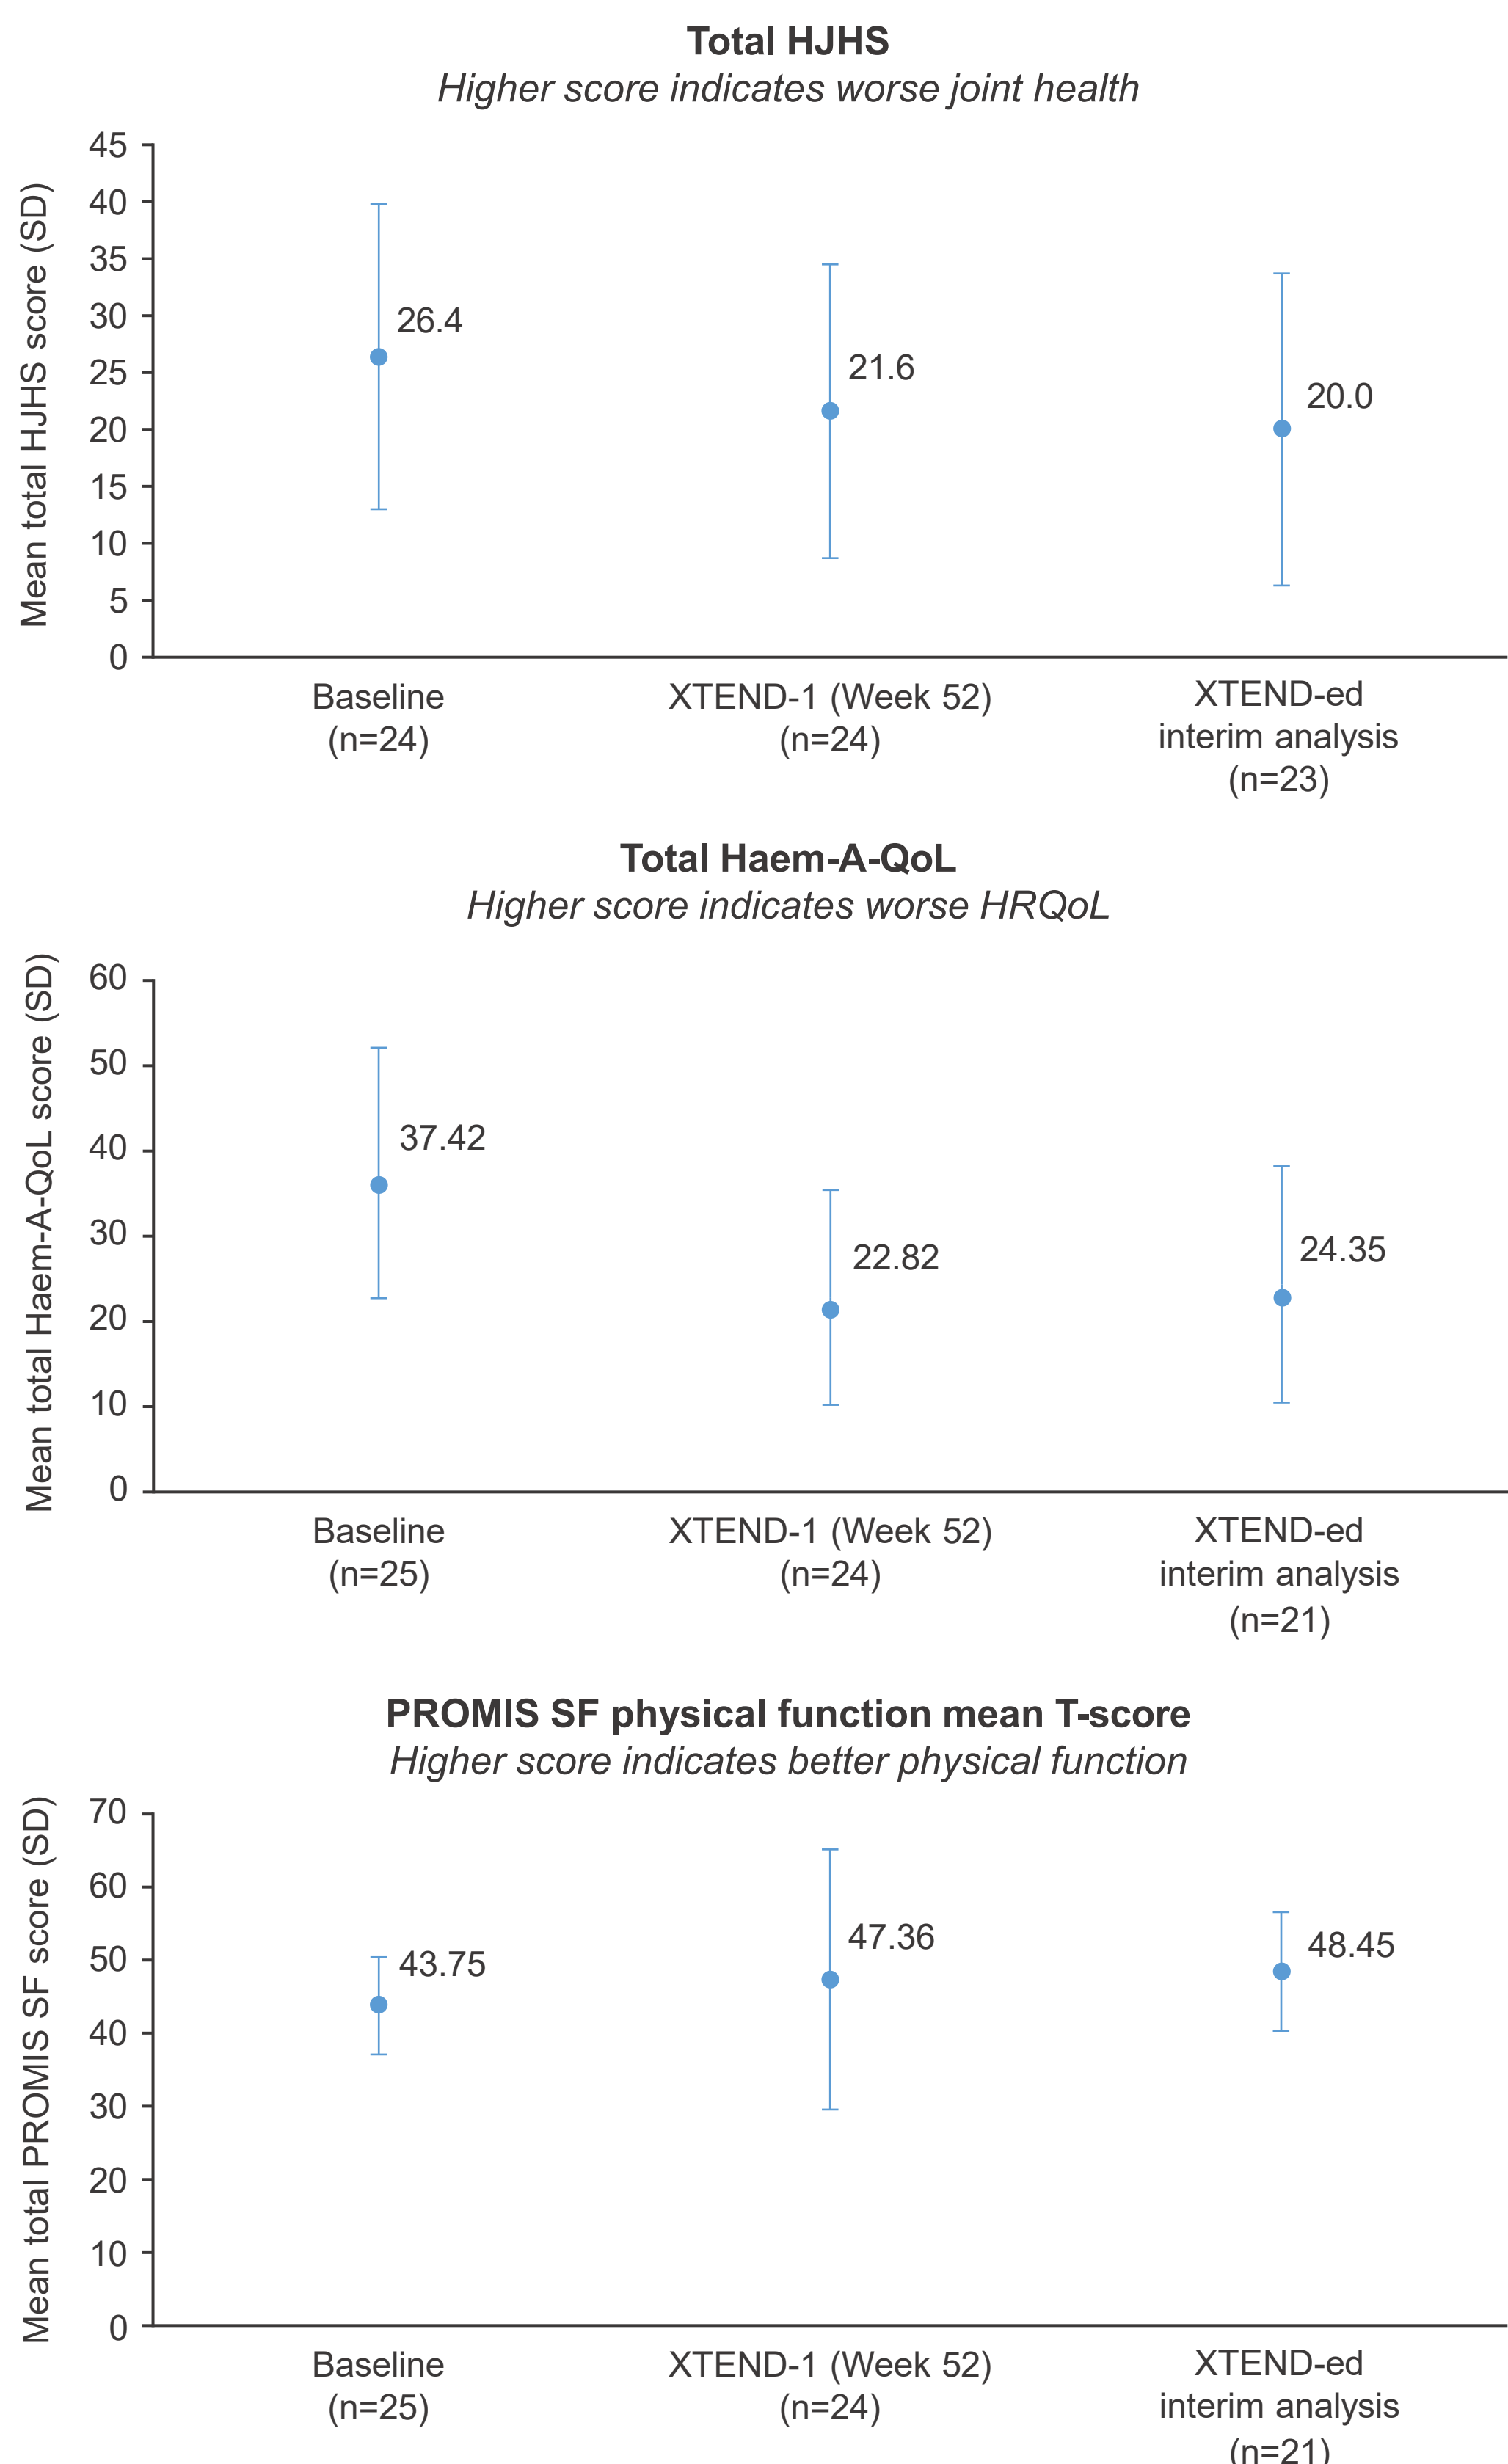 Total HJHS
Higher score indicates worse joint health
Mean total HJHS score (SD)
45
40
35
30
25
20
15
10
5
0
26.4
21.6
20.0
Baseline
(n=24)
XTEND-1 (Week 52)
(n=24)
XTEND-ed
interim analysis
(n=23)
Total Haem-A-QoL
Higher score indicates worse HRQoL
Mean total Haem-A-QoL score (SD)
60
50
40
30
20
10
0
37.42
22.82
24.35
Baseline
(n=25)
XTEND-1 (Week 52)
(n=24)
XTEND-ed
interim analysis
(n=21)
PROMIS SF physical function mean T-score
Higher score indicates better physical function
Mean total PROMIS SF score (SD)
70
60
50
40
30
20
10
0
43.75
47.36
48.45
Baseline
(n=25)
XTEND-1 (Week 52)
(n=24)
XTEND-ed
interim analysis
(n=21)